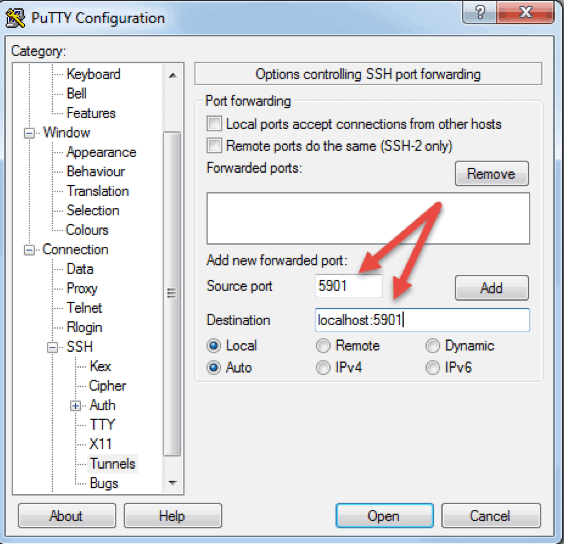 PuTTY Configuration
Category:
Keyboard
Bell
Features
Window
Appearance
Behaviour
Translation
Selection
Colours
Connection
Data
Proxy
Telnet
Rlogin
SSH
Kex
Cipher
Auth
TTY
X11
Tunnels
Bugs
Options controlling SSH port forwarding
Port forwarding
Local ports accept connections from other hosts
Remote ports do the same (SSH-2 only)
Forwarded ports: Remove
Add new forwarded port:
Source port 5901 Add
Destination localhost:5901
Local Remote Dynamic
Auto IPv4 IPv6
About Help Open Cancel